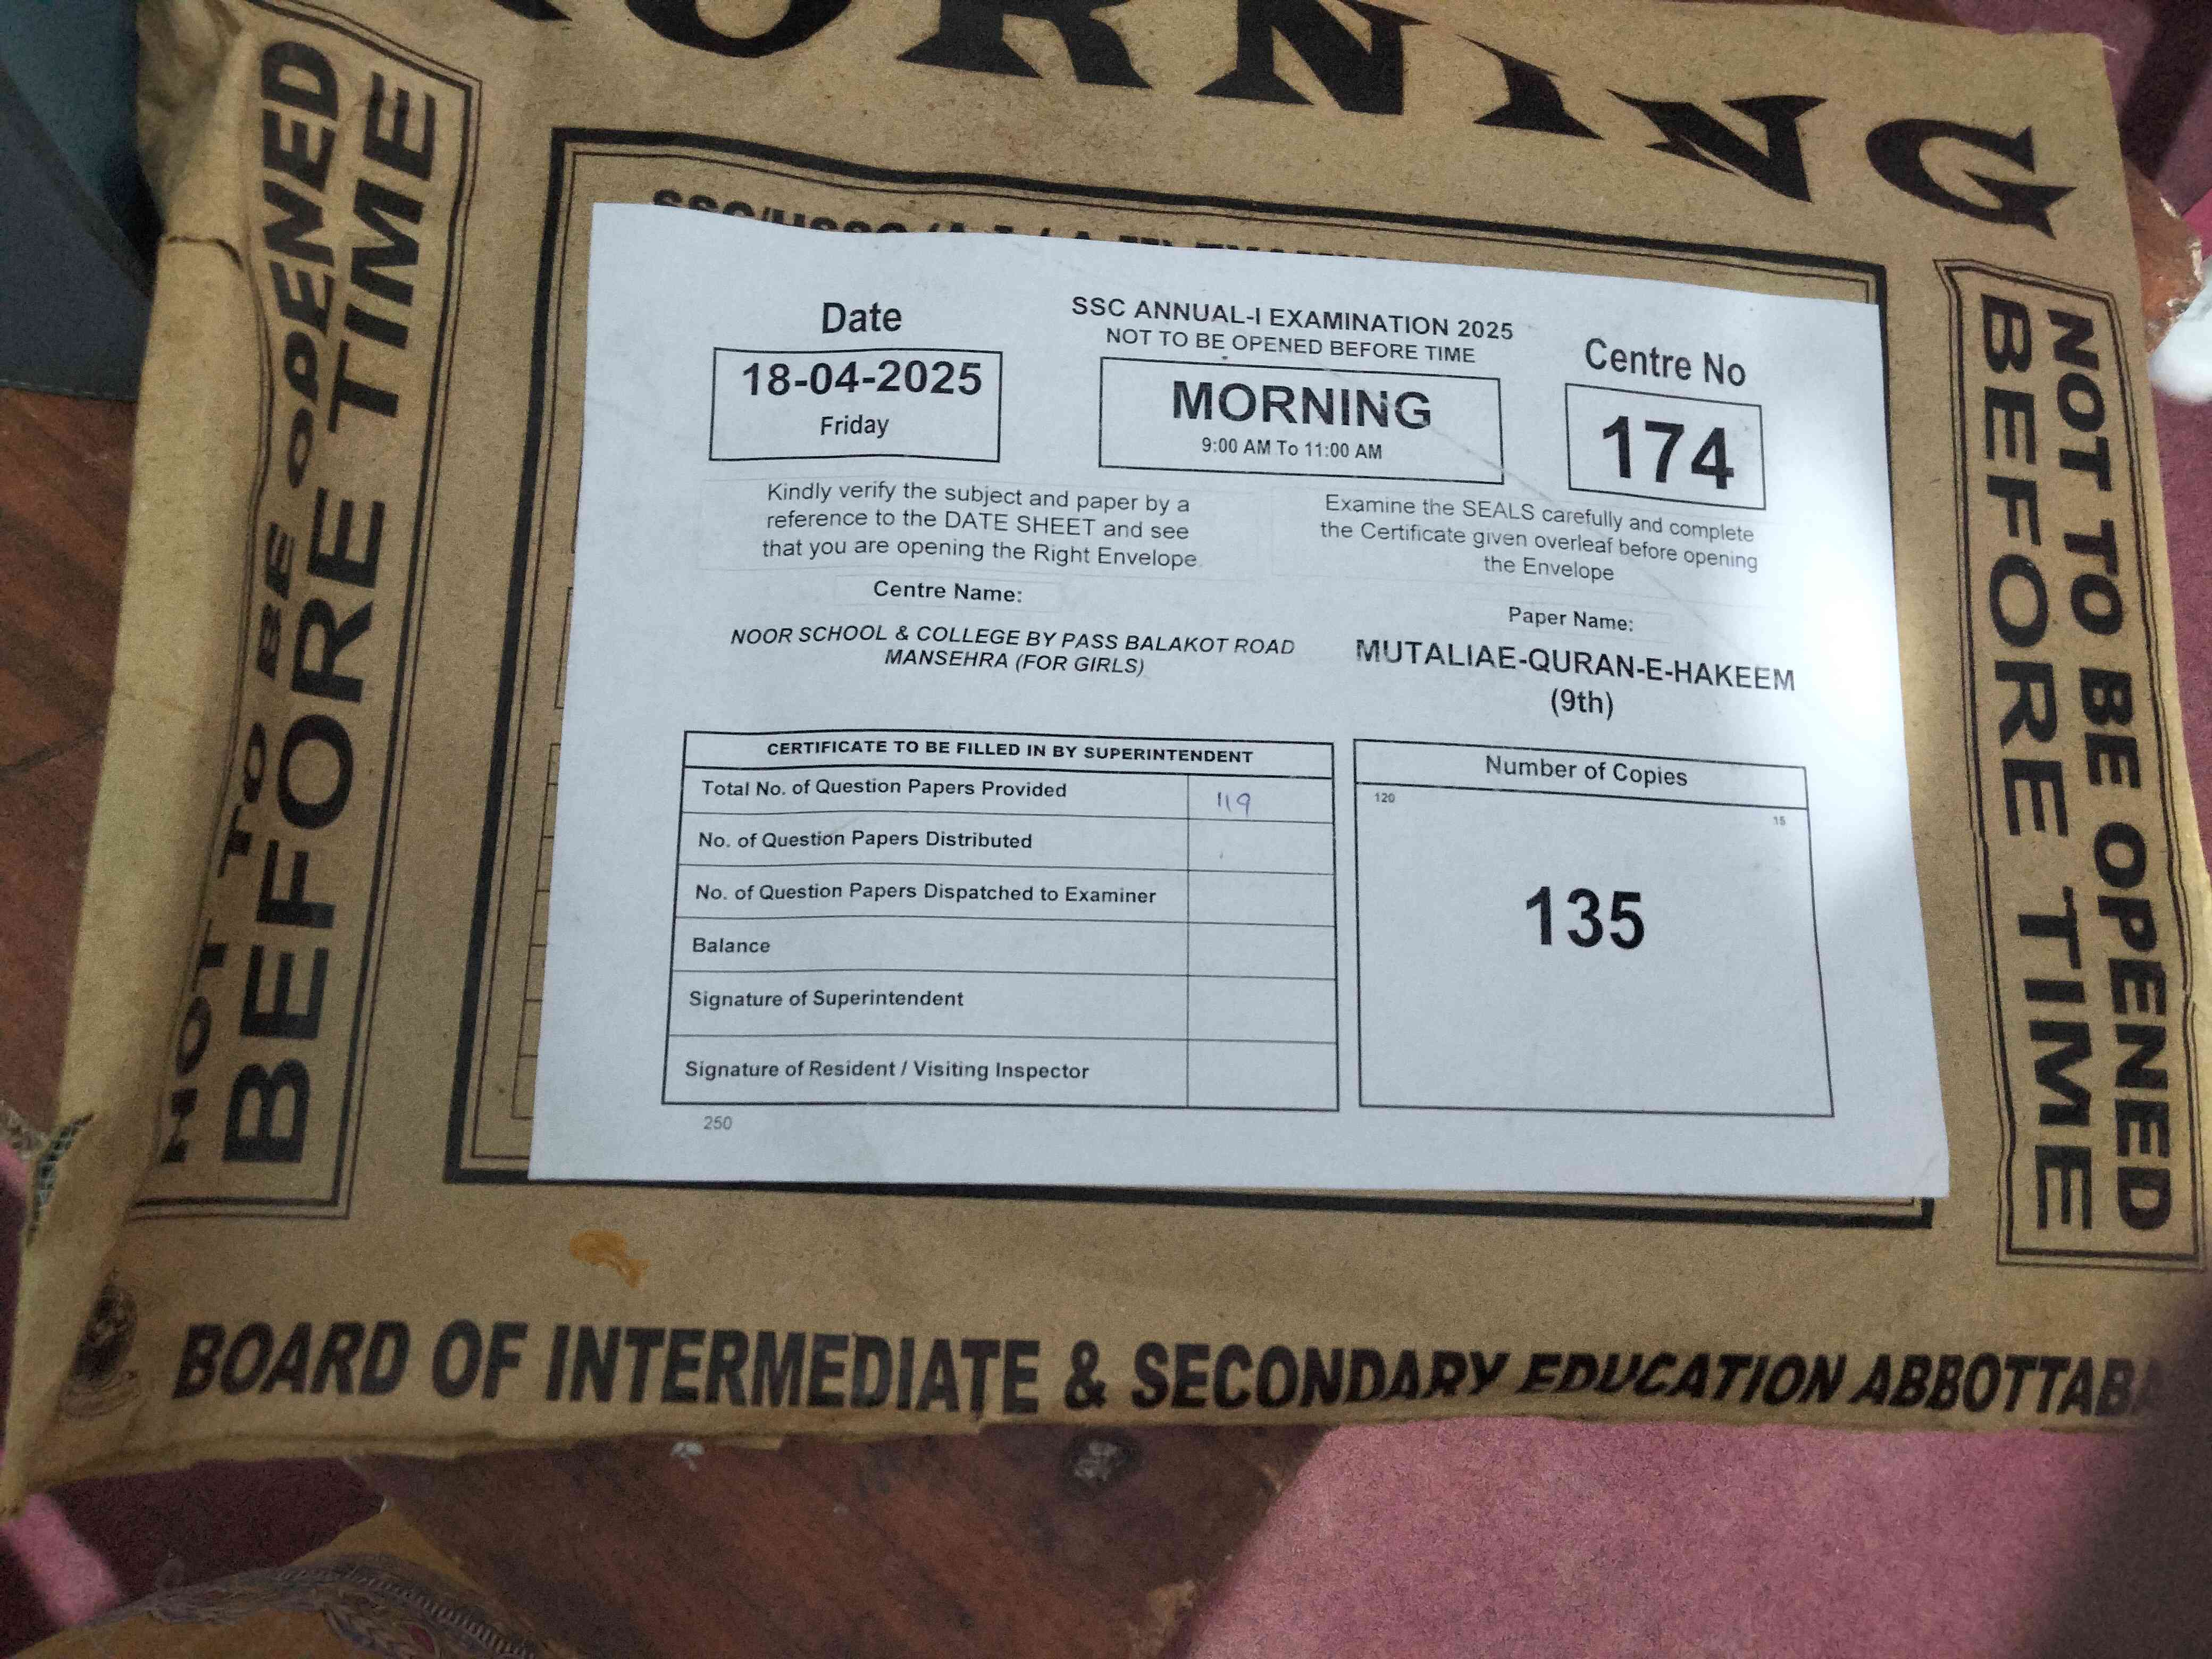 NOT TO BE OPENED
BEFORE TIME
SSC ANNUAL-I EXAMINATION 2025
NOT TO BE OPENED BEFORE TIME
Date
18-04-2025
Friday
MORNING
9:00 AM To 11:00 AM
Centre No
174
Kindly verify the subject and paper by a
reference to the DATE SHEET and see
that you are opening the Right Envelope
Examine the SEALS carefully and complete
the Certificate given overleaf before opening
the Envelope
Centre Name:
NOOR SCHOOL & COLLEGE BY PASS BALAKOT ROAD
MANSEHRA (FOR GIRLS)
Paper Name:
MUTALIAE-QURAN-E-HAKEEM
(9th)
CERTIFICATE TO BE FILLED IN BY SUPERINTENDENT
Total No. of Question Papers Provided 119
No. of Question Papers Distributed
No. of Question Papers Dispatched to Examiner
Balance
Signature of Superintendent
Signature of Resident / Visiting Inspector
250
Number of Copies
120
15
135
NOT TO BE OPENED
BEFORE TIME
BOARD OF INTERMEDIATE & SECONDARY EDUCATION